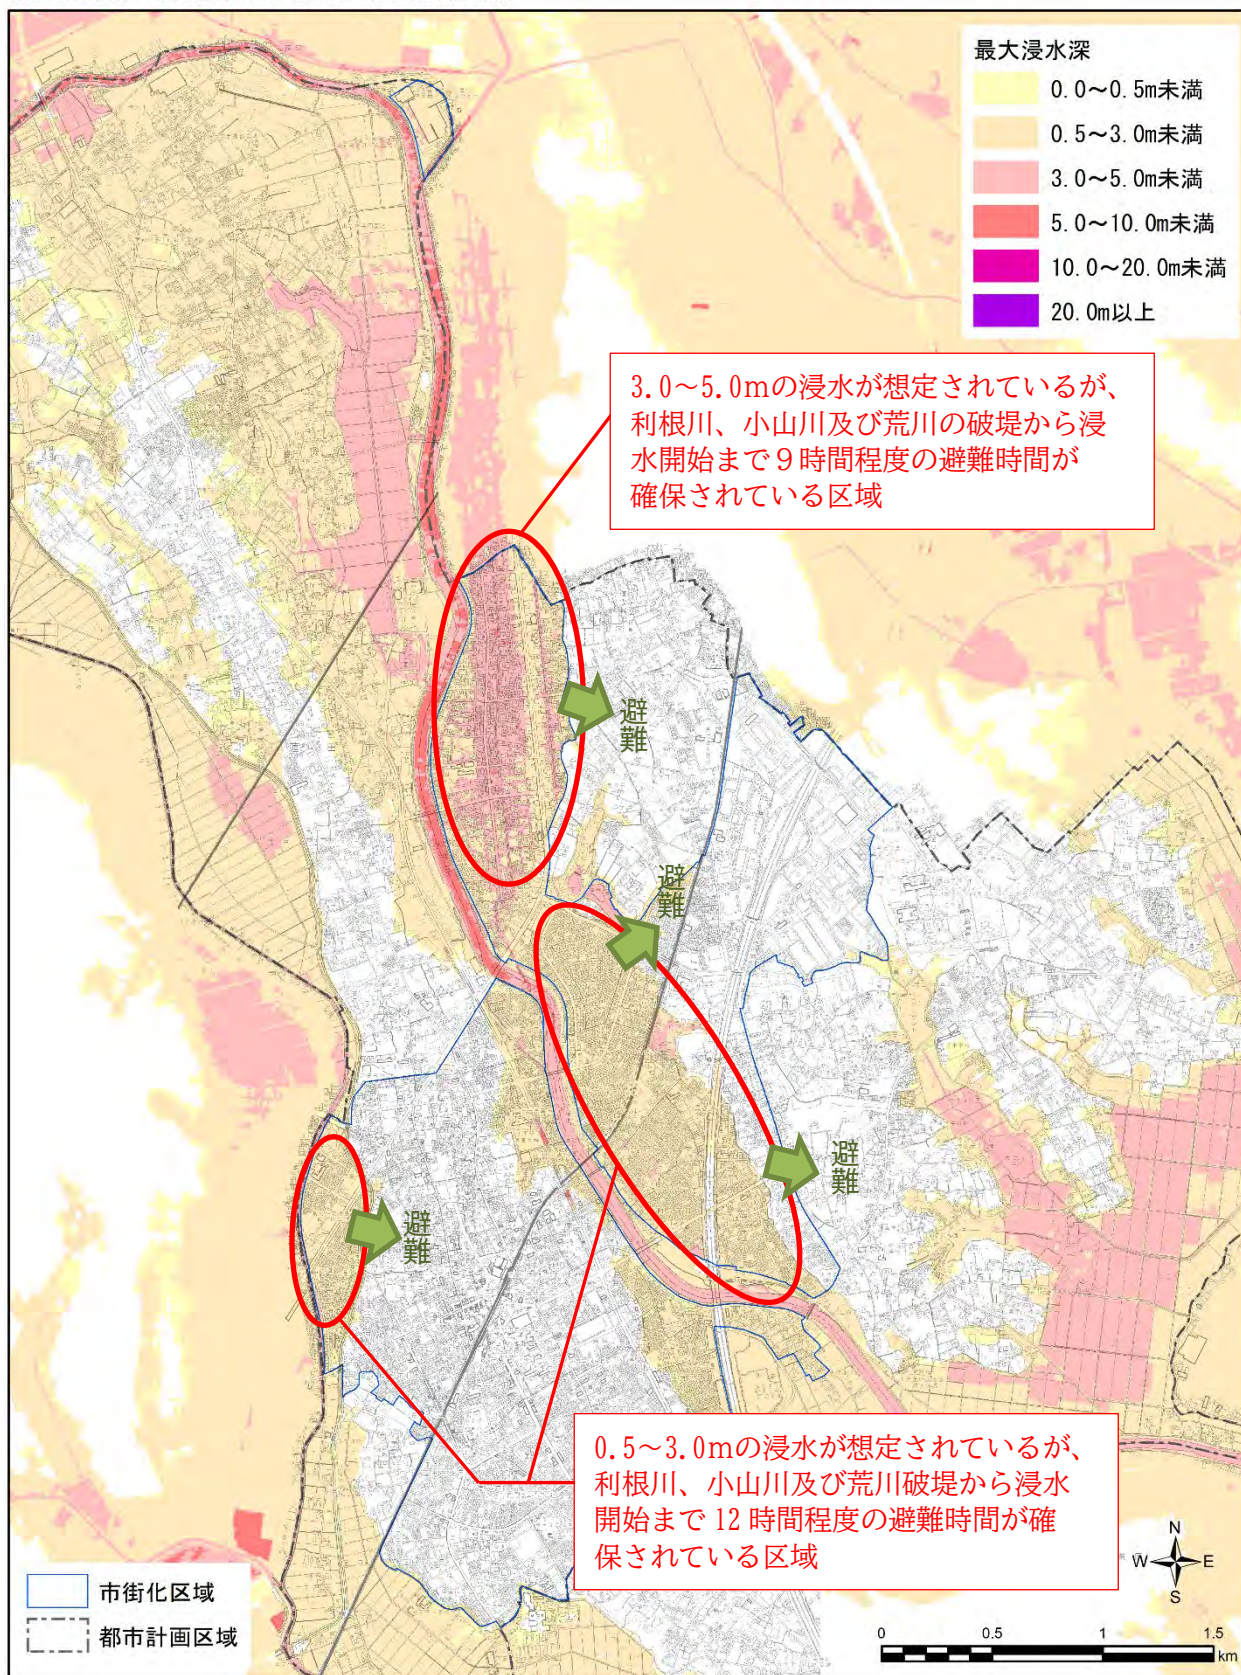 最大浸水深
0.0～0.5m未満
0.5～3.0m未満
3.0～5.0m未満
5.0～10.0m未満
10.0～20.0m未満
20.0m以上
3.0～5.0mの浸水が想定されているが、
利根川、小山川及び荒川の破堤から浸
水開始まで９時間程度の避難時間が
確保されている区域
避難
避難
避難
避難
0.5～3.0mの浸水が想定されているが、
利根川、小山川及び荒川破堤から浸水
開始まで 12 時間程度の避難時間が確
保されている区域
市街化区域
都市計画区域
N
W E
S
0 0.5 1 1.5
km